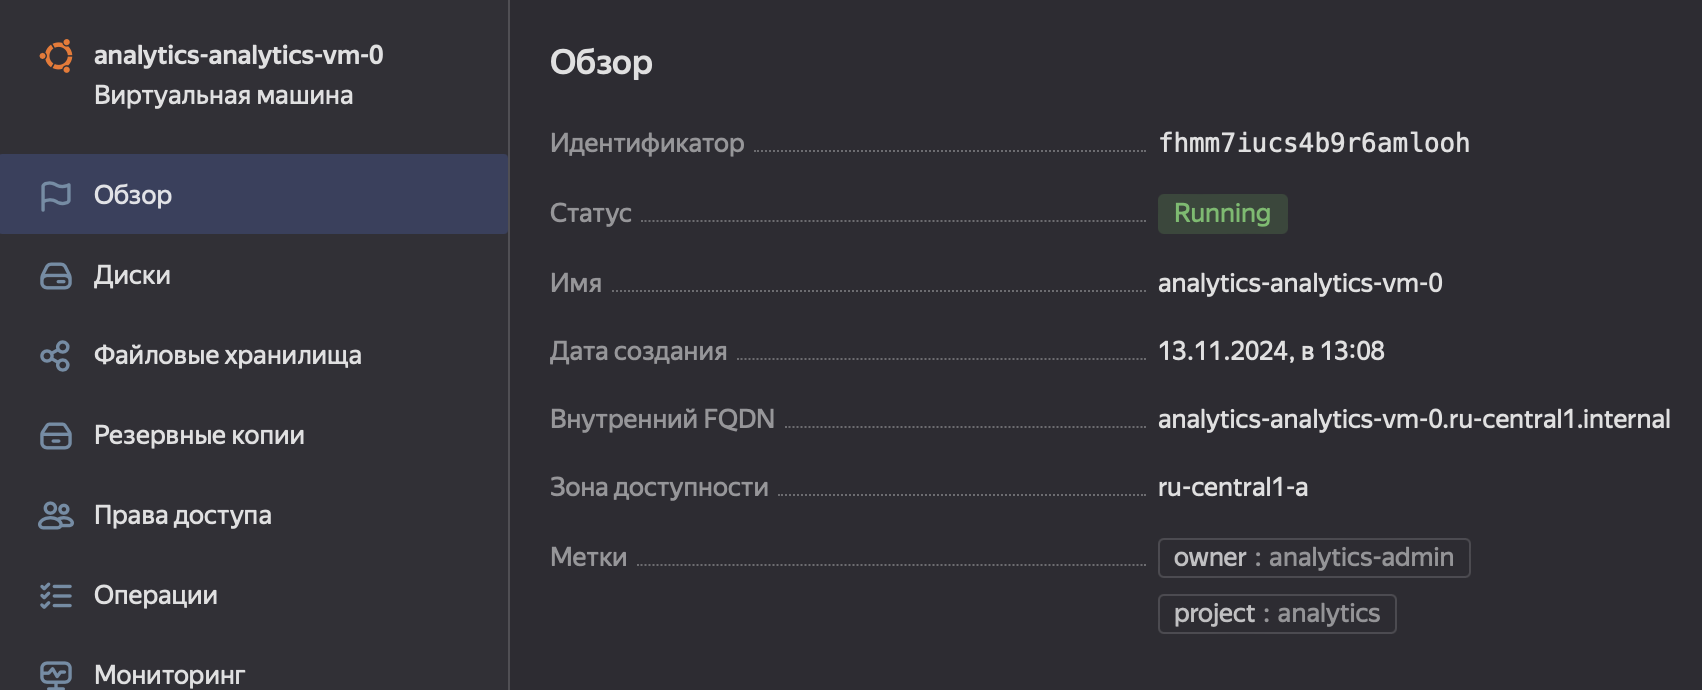 analytics-analytics-vm-0
Виртуальная машина
Обзор
Диски
Файловые хранилища
Резервные копии
Права доступа
Операции
Мониторинг
Обзор
Идентификатор fhmm7iucs4b9r6amlooh
Статус Running
Имя analytics-analytics-vm-0
Дата создания 13.11.2024, в 13:08
Внутренний FQDN analytics-analytics-vm-0.ru-central1.internal
Зона доступности ru-central1-a
Метки owner : analytics-admin
project : analytics